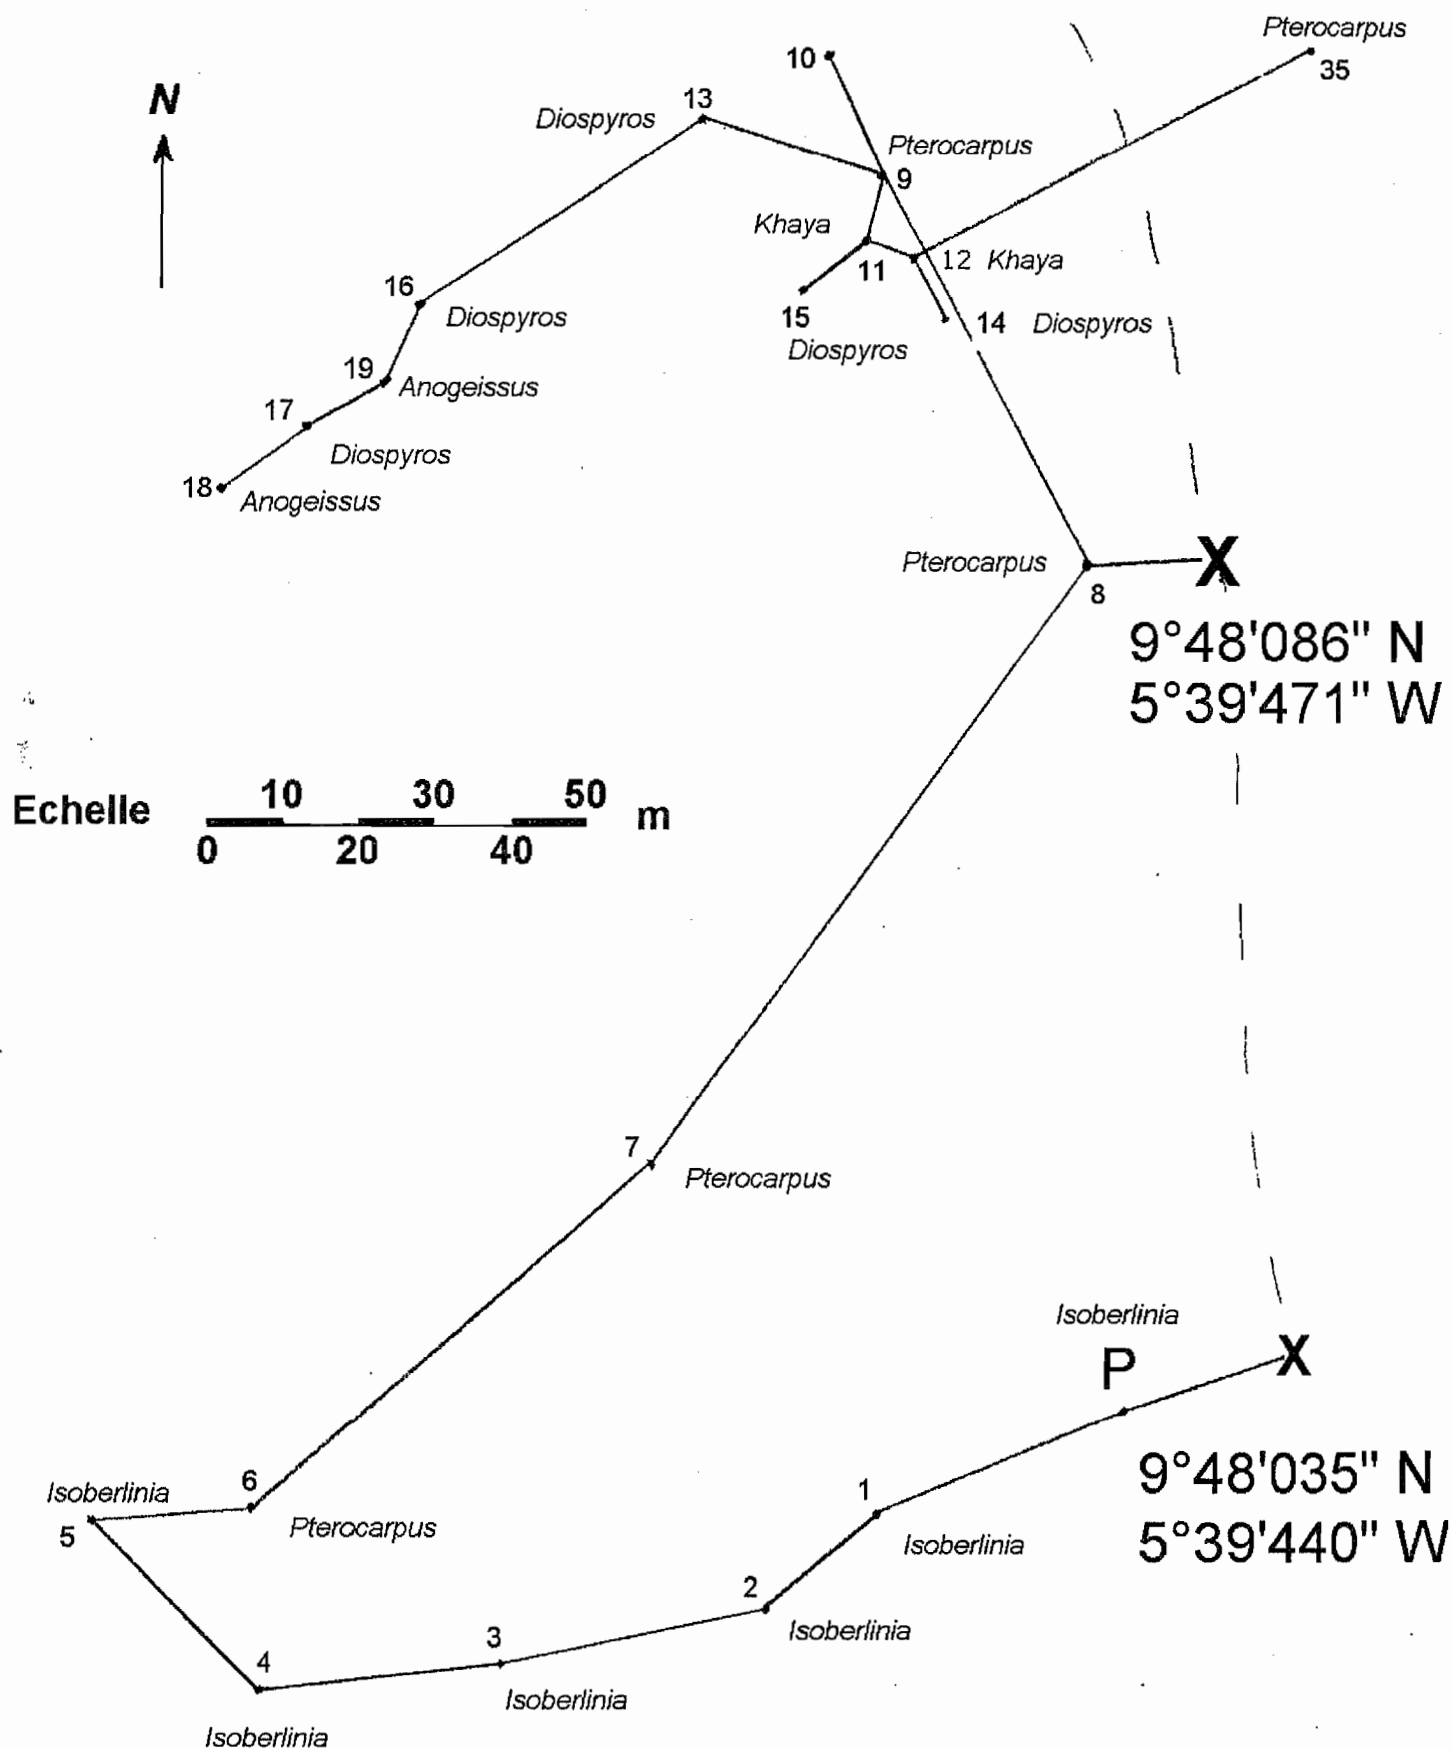 Pterocarpus
35
10
N
13
Diospyros
Pterocarpus
9
Khaya
11
12 Khaya
16
Diospyros
15
Diospyros
14 Diospyros
19
Anogeissus
17
Diospyros
18
Anogeissus
Pterocarpus
8
X
9°48'086" N
5°39'471" W
Echelle
10 30 50
m
0 20 40
7
Pterocarpus
Isoberlinia
P
X
9°48'035" N
5°39'440" W
6
Isoberlinia
5
Pterocarpus
1
Isoberlinia
2
Isoberlinia
3
Isoberlinia
4
Isoberlinia